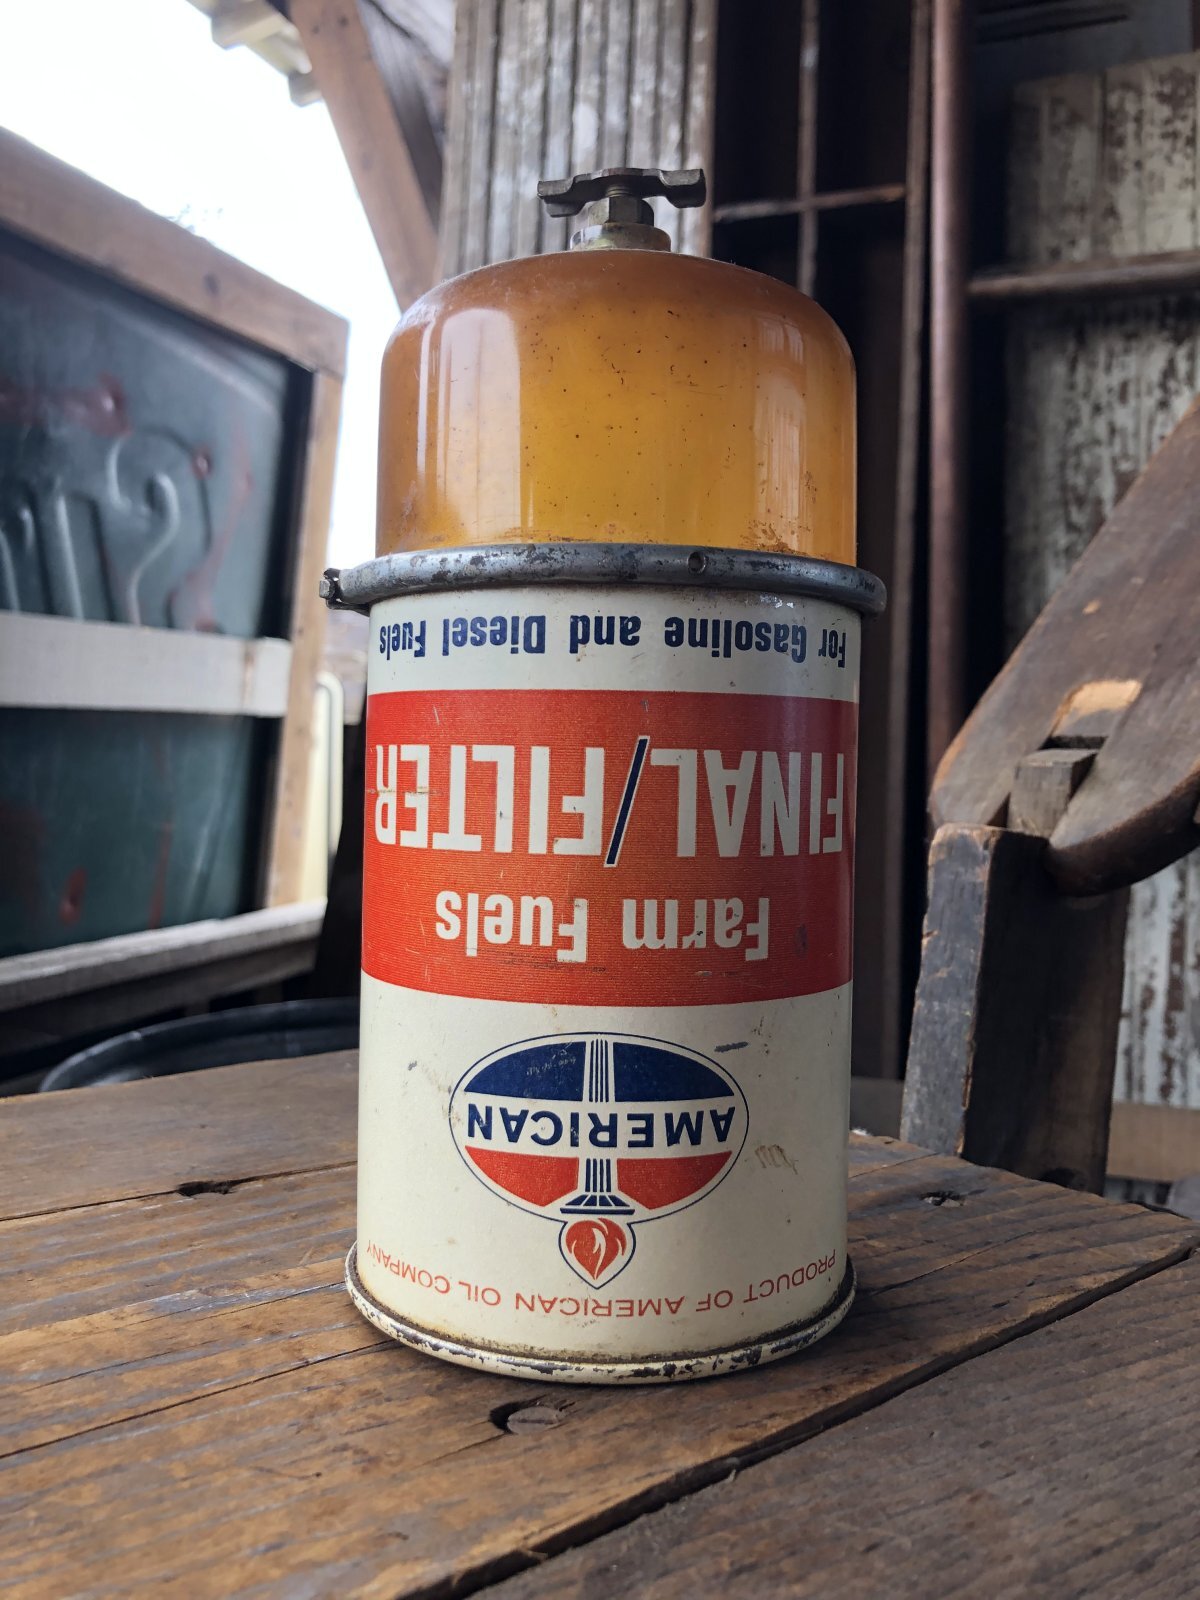 PRODUCT OF AMERICAN OIL COMPANY
AMERICAN
Farm Fuels
FINAL/FILTER
For Gasoline and Diesel Fuels